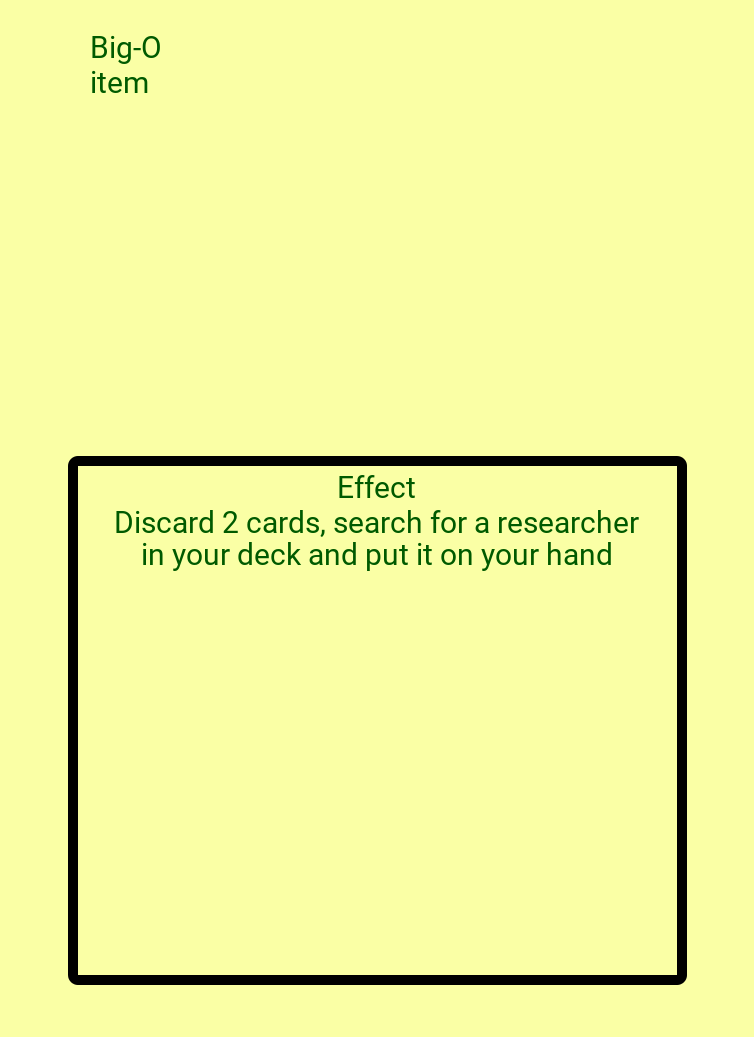 Big-O
item
Effect
Discard 2 cards, search for a researcher
in your deck and put it on your hand